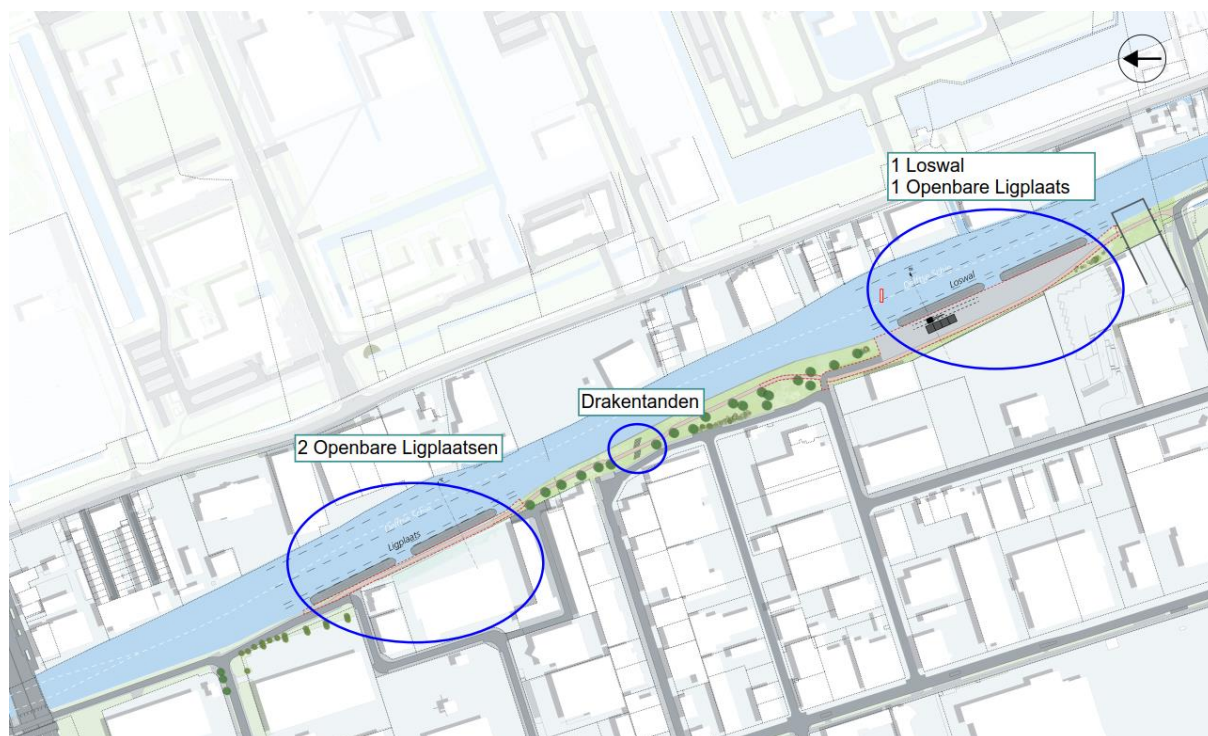 1 Loswal
1 Openbare Ligplaats
Loswal
Drakentanden
2 Openbare Ligplaatsen
Ligplaats